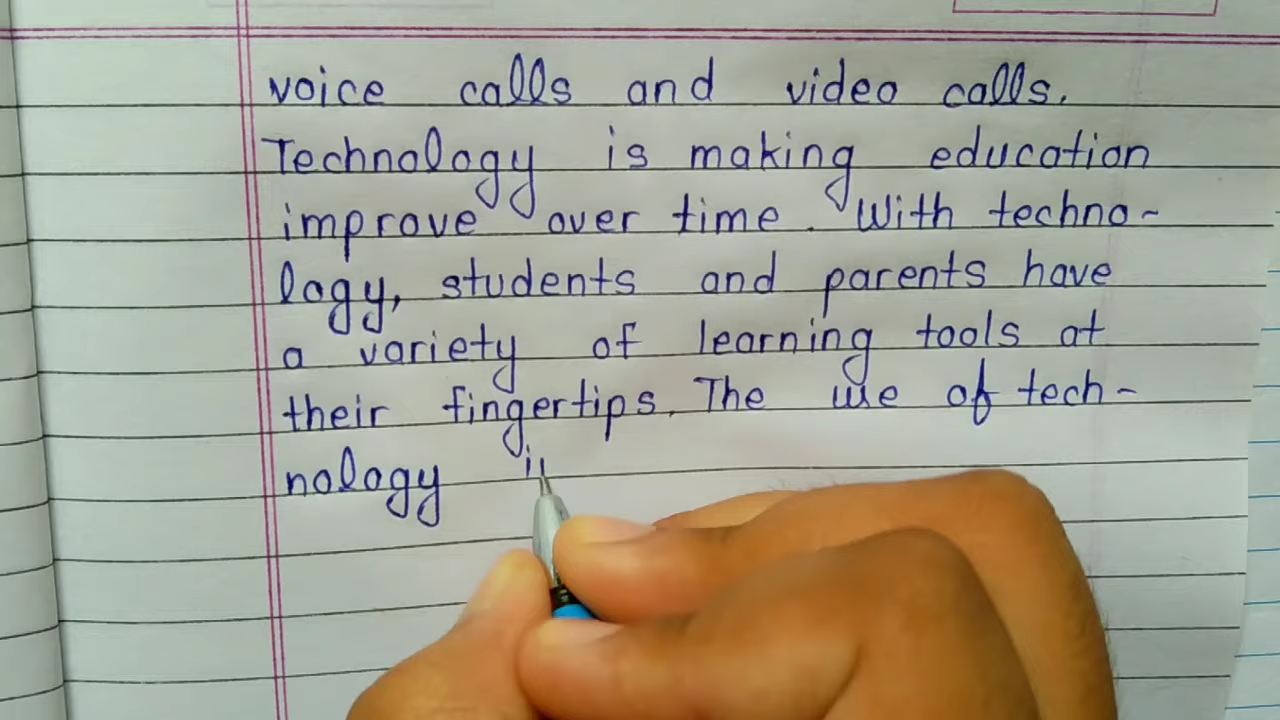 voice calls and video calls.
Technology is making education
improve over time. With techno-
logy, students and parents have
a variety of learning tools at
their fingertips. The use of tech-
nology